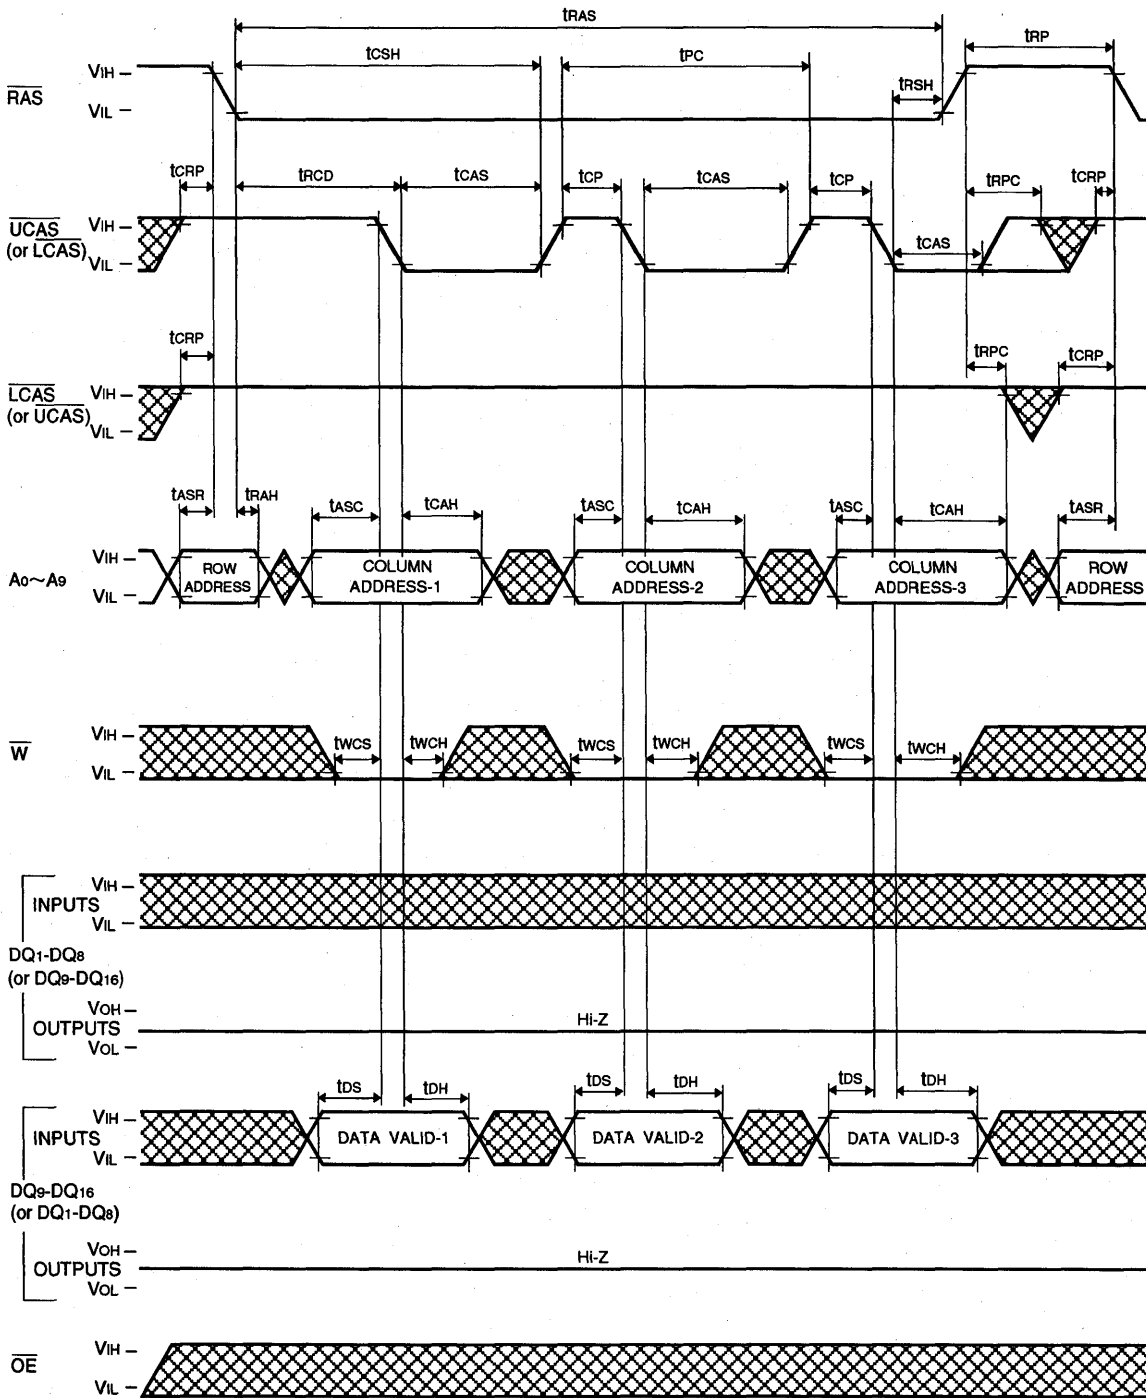 tRAS
tCSH tPC tRP
RAS VIH VIL tRSH
tCRP tRCD tCAS tCP tCAS tCP tRPC tCRP
UCAS VIH
(or LCAS) VIL tCAS
tCRP tRPC tCRP
LCAS VIH
(or UCAS) VIL
tASR tRAH tASC tCAH tASC tCAH tASC tCAH tASR
A0~A9 VIH VIL
ROW ADDRESS
COLUMN ADDRESS-1
COLUMN ADDRESS-2
COLUMN ADDRESS-3
ROW ADDRESS
W VIH VIL
tWCS tWCH tWCS tWCH tWCS tWCH
VIH
INPUTS
VIL
DQ1-DQ8
(or DQ9-DQ16)
VOH
OUTPUTS Hi-Z
VOL
tDS tDH tDS tDH tDS tDH
VIH
INPUTS DATA VALID-1 DATA VALID-2 DATA VALID-3
VIL
DQ9-DQ16
(or DQ1-DQ8)
VOH
OUTPUTS Hi-Z
VOL
OE VIH
VIL